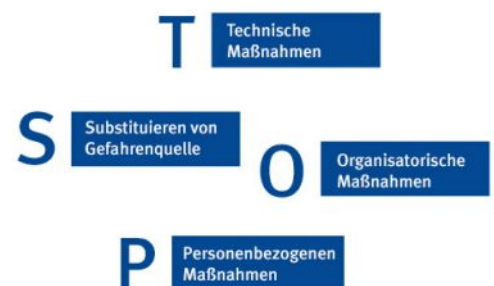 T
Technische
Maßnahmen
S
Substituieren von
Gefahrenquelle
O
Organisatorische
Maßnahmen
P
Personenbezogenen
Maßnahmen